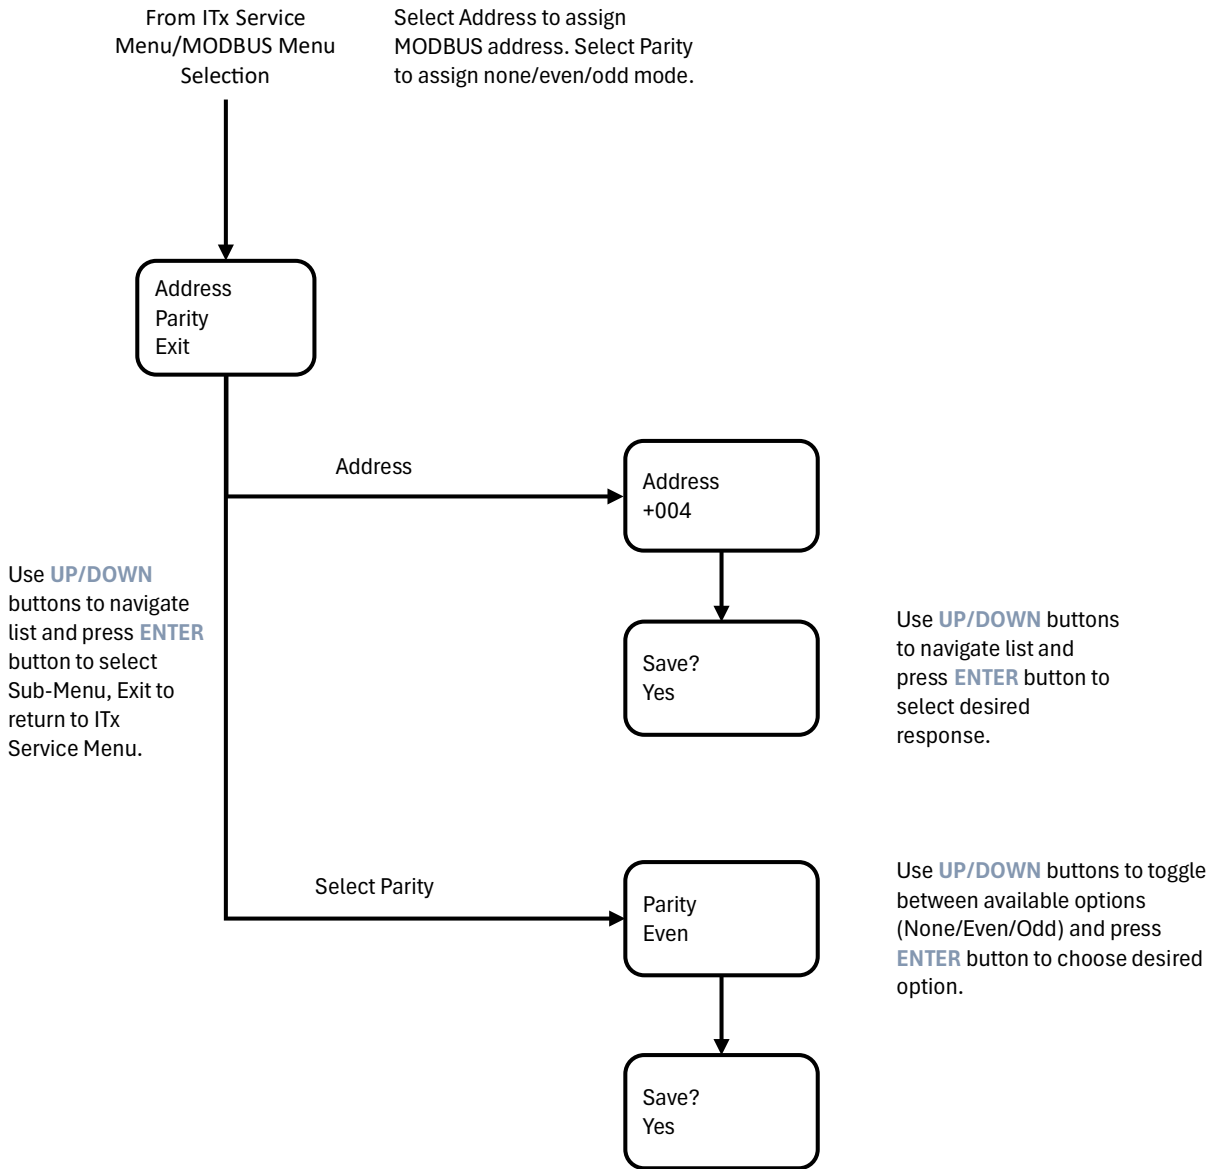 From ITx Service
Menu/MODBUS Menu
Selection
Select Address to assign
MODBUS address. Select Parity
to assign none/even/odd mode.
Address
Parity
Exit
Address
Address
+004
Use UP/DOWN
buttons to navigate
list and press ENTER
button to select
Sub-Menu, Exit to
return to ITx
Service Menu.
Save?
Yes
Use UP/DOWN buttons
to navigate list and
press ENTER button to
select desired
response.
Select Parity
Parity
Even
Use UP/DOWN buttons to toggle
between available options
(None/Even/Odd) and press
ENTER button to choose desired
option.
Save?
Yes